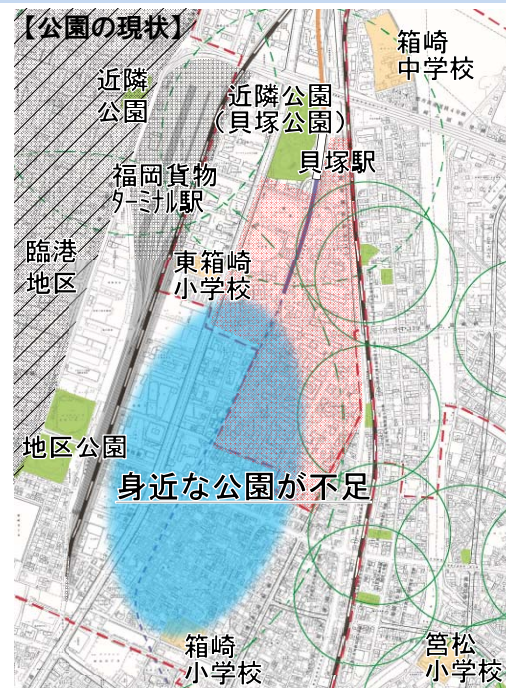 【公園の現状】
箱崎
中学校
近隣
公園
近隣公園
（貝塚公園）
貝塚駅
福岡貨物
ﾀｰﾐﾅﾙ駅
臨港
地区
東箱崎
小学校
地区公園
身近な公園が不足
箱崎
小学校
筥松
小学校